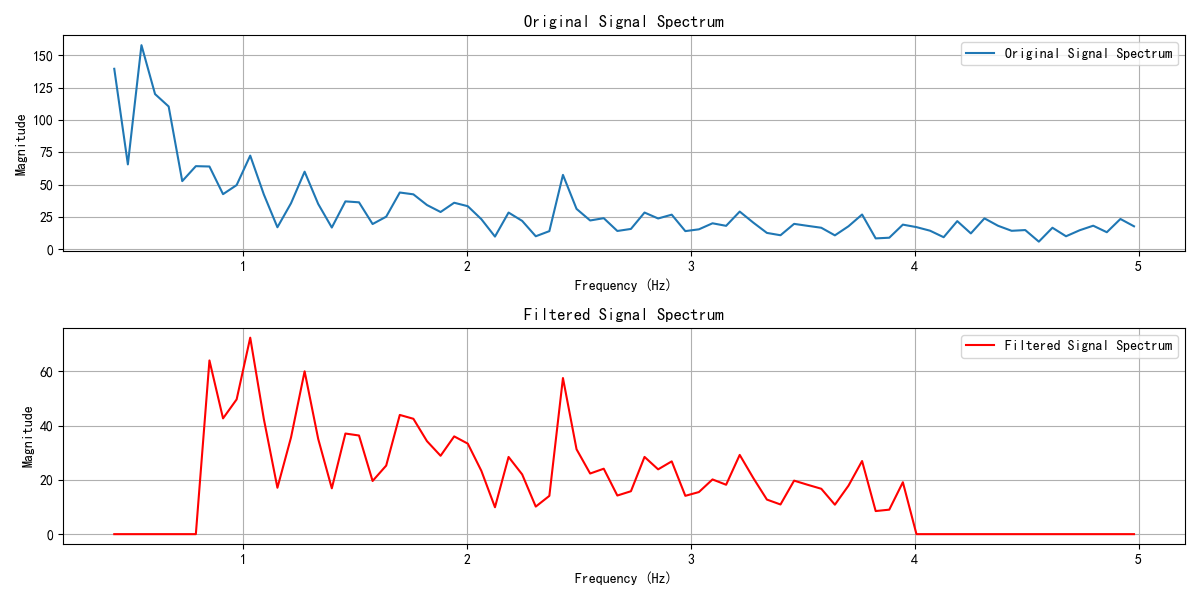 Original Signal Spectrum
Original Signal Spectrum
150
125
100
75
50
25
0
Magnitude
1 2 3 4 5
Frequency (Hz)
Filtered Signal Spectrum
Filtered Signal Spectrum
60
40
20
0
Magnitude
1 2 3 4 5
Frequency (Hz)